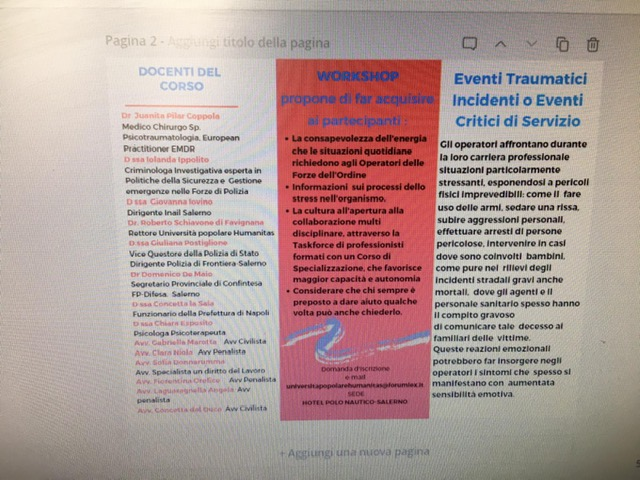 Pagina 2 - Aggiungi titolo della pagina
DOCENTI DEL
CORSO
Dr Juanita Pilar Coppola
Medico Chirurgo Sp.
Psicotraumatologia, European
Practitioner EMDR
D ssa Iolanda Ippolito
Criminologa Investigativa esperta in
Politiche della Sicurezza e Gestione
emergenze nelle Forze di Polizia
D ssa Giovanna Iovino
Dirigente Inail Salerno
Dr. Roberto Schiavone di Favignana
Rettore Università popolare Humanitas
D ssa Giuliana Postiglione
Vice Questore della Polizia di Stato
Dirigente Polizia di Frontiera Salerno
Dr Domenico De Maio
Segretario Provinciale di Confintesa
FP-Difesa. Salerno
D ssa Concetta la Sala
Funzionario della Prefettura di Napoli
D ssa Chiara Esposito
Psicologa Psicoterapeuta
Avv. Gabriella Marotta Avv Civilista
Avv. Clara Avv Penalista
Avv. Sofia
Avv. Specialista un diritto del Lavoro
Avv. Fiorentina Avv Penalista
Avv. Angela Avv
penalista
Avv. Concetta del Avv Civilista
WORKSHOP
propone di far acquisire
ai partecipanti :
• La consapevolezza dell'energia
che le situazioni quotidiane
richiedono agli Operatori delle
Forze dell'Ordine
• Informazioni sui processi dello
stress nell'organismo.
• La cultura all'apertura alla
collaborazione multi
disciplinare, attraverso la
Taskforce di professionisti
formati con un Corso di
Specializzazione, che favorisce
maggior capacità e autonomia
• Considerare che chi sempre è
preposto a dare aiuto qualche
volta può anche chiederlo.
Domanda d'iscrizione
e mail
universitapopolarehumanitas@forumlex.it
SEDE
HOTEL POLO NAUTICO-SALERNO
Eventi Traumatici
Incidenti o Eventi
Critici di Servizio
Gli operatori affrontano durante
la loro carriera professionale
situazioni particolarmente
stressanti, esponendosi a pericoli
fisici imprevedibili: come il fare
uso delle armi, sedare una rissa,
subire aggressioni personali,
effettuare arresti di persone
pericolose, intervenire in casi
dove sono coinvolti bambini,
come pure nei rilievi degli
incidenti stradali gravi anche
mortali, dove gli agenti e il
personale sanitario spesso hanno
il compito gravoso
di comunicare tale decesso ai
familiari delle vittime.
Queste reazioni emozionali
potrebbero far insorgere negli
operatori i sintomi che spesso si
manifestano con aumentata
sensibilità emotiva.
+ Aggiungi una nuova pagina